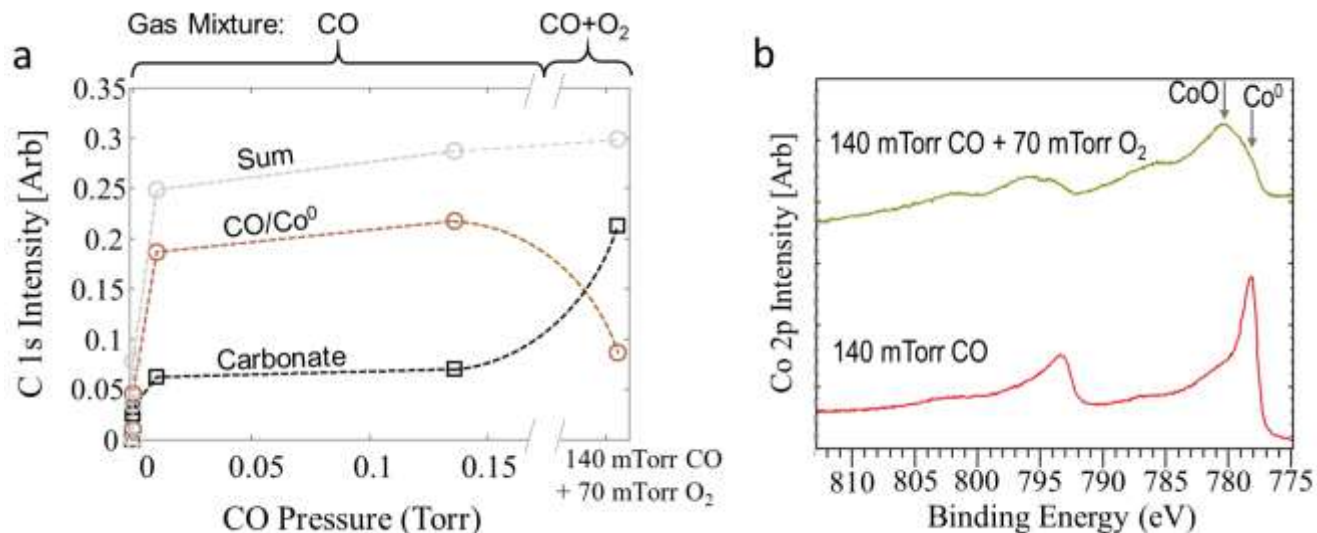 Gas Mixture: CO CO+O₂
a
0.35
0.3
0.25
0.2
0.15
0.1
0.05
0
C 1s Intensity [Arb]
Sum
CO/Co⁰
Carbonate
0 0.05 0.1 0.15
140 mTorr CO
+ 70 mTorr O₂
CO Pressure (Torr)
b
CoO Co⁰
140 mTorr CO + 70 mTorr O₂
140 mTorr CO
Co 2p Intensity [Arb]
810 805 800 795 790 785 780 775
Binding Energy (eV)